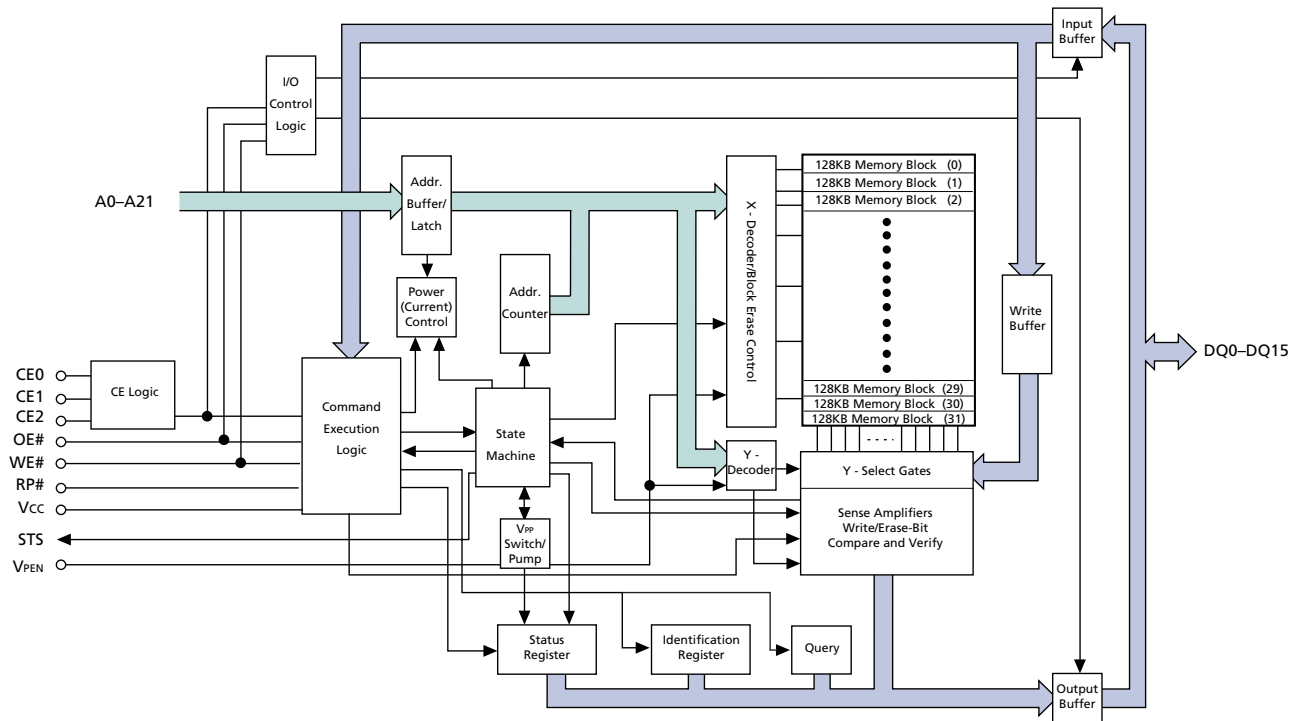 Input
Buffer
I/O
Control
Logic
128KB Memory Block (0)
128KB Memory Block (1)
128KB Memory Block (2)
A0–A21
Addr.
Buffer/
Latch
X - Decoder/Block Erase Control
Power
(Current)
Control
Addr.
Counter
Write
Buffer
DQ0–DQ15
CE0
CE1
CE2
OE#
WE#
RP#
VCC
STS
VPEN
CE Logic
Command
Execution
Logic
State
Machine
128KB Memory Block (29)
128KB Memory Block (30)
128KB Memory Block (31)
Y -
Decoder
Y - Select Gates
Sense Amplifiers
Write/Erase-Bit
Compare and Verify
VPP
Switch/
Pump
Status
Register
Identification
Register
Query
Output
Buffer